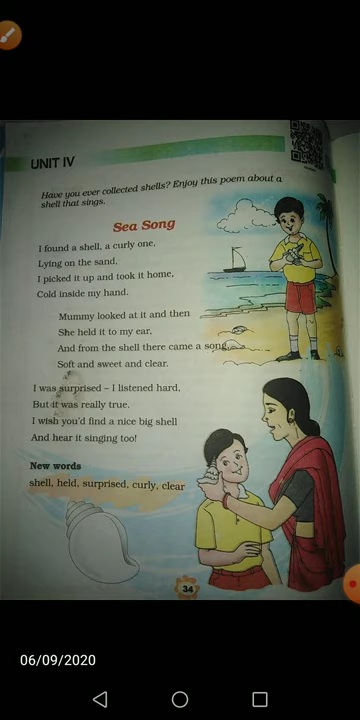 UNIT IV
Have you ever collected shells? Enjoy this poem about a
shell that sings.
Sea Song
I found a shell, a curly one.
Lying on the sand.
I picked it up and took it home,
Cold inside my hand.
Mummy looked at it and then
She held it to my ear,
And from the shell there came a song
Soft and sweet and clear.
I was surprised – I listened hard,
But it was really true.
I wish you'd find a nice big shell
And hear it singing too!
New words
shell, held, surprised, curly, clear
34
06/09/2020